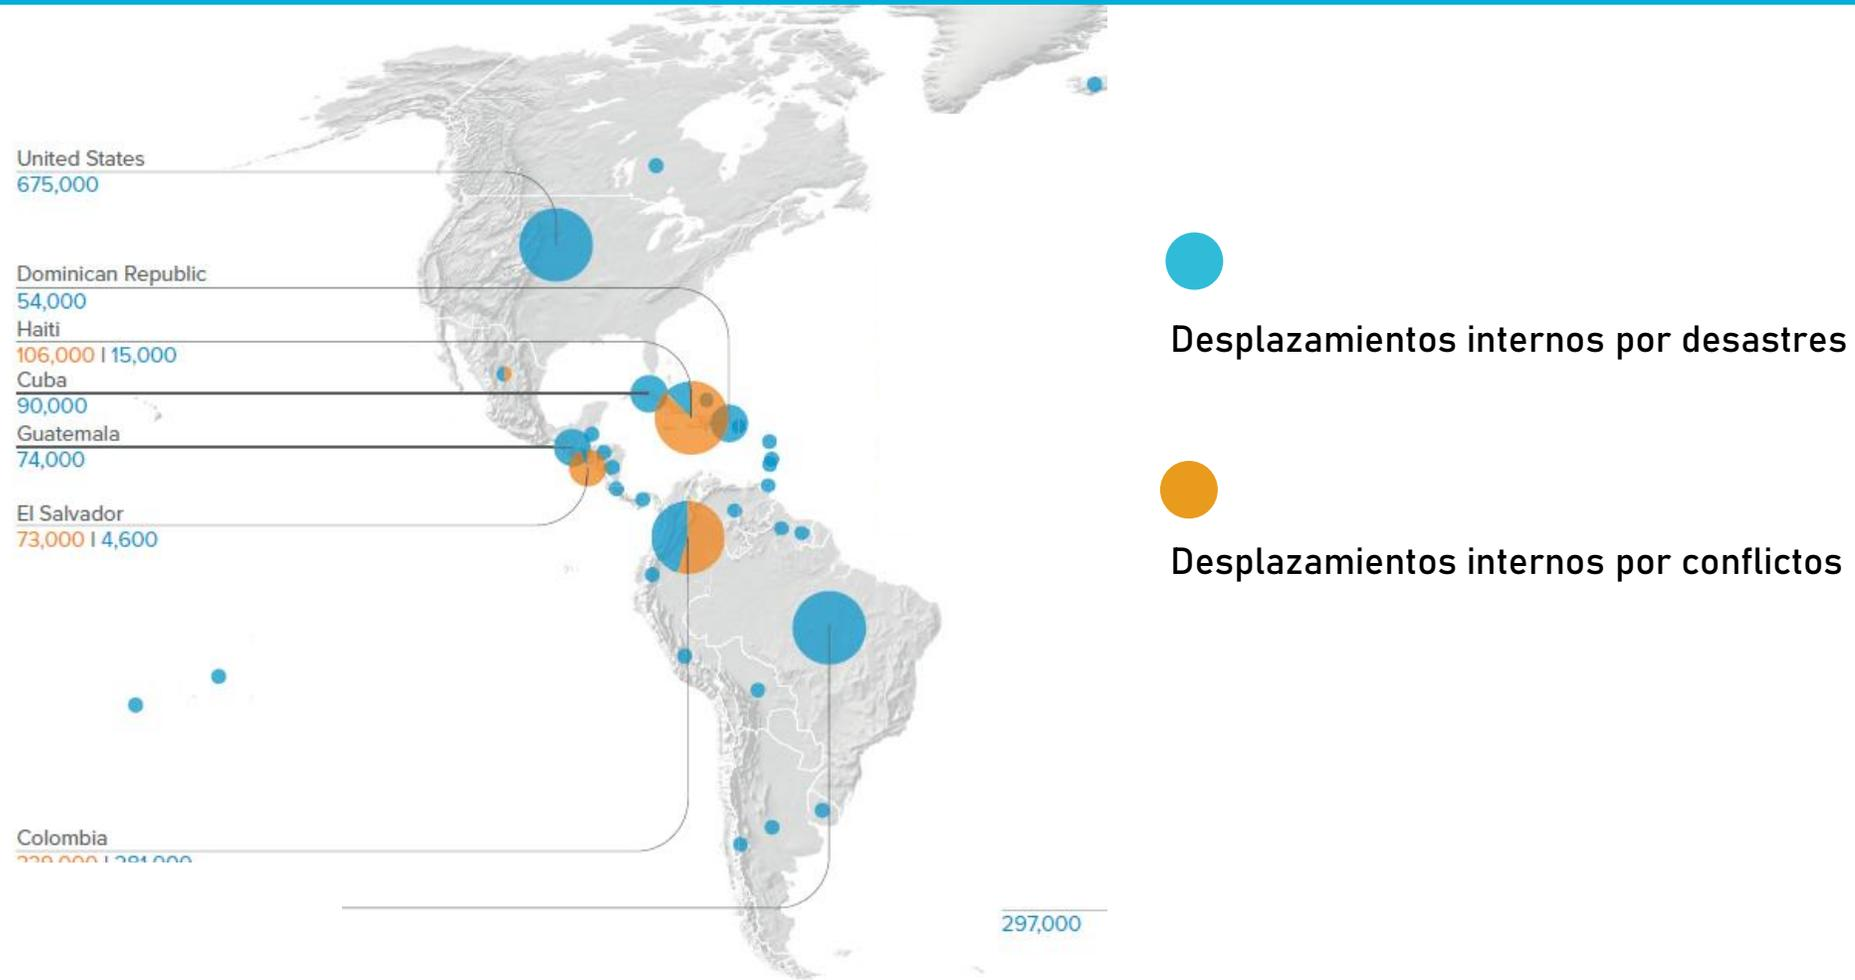 United States
675,000
Dominican Republic
54,000
Haiti
106,000 | 15,000
Cuba
90,000
Guatemala
74,000
El Salvador
73,000 | 4,600
Colombia
297,000
Desplazamientos internos por desastres
Desplazamientos internos por conflictos